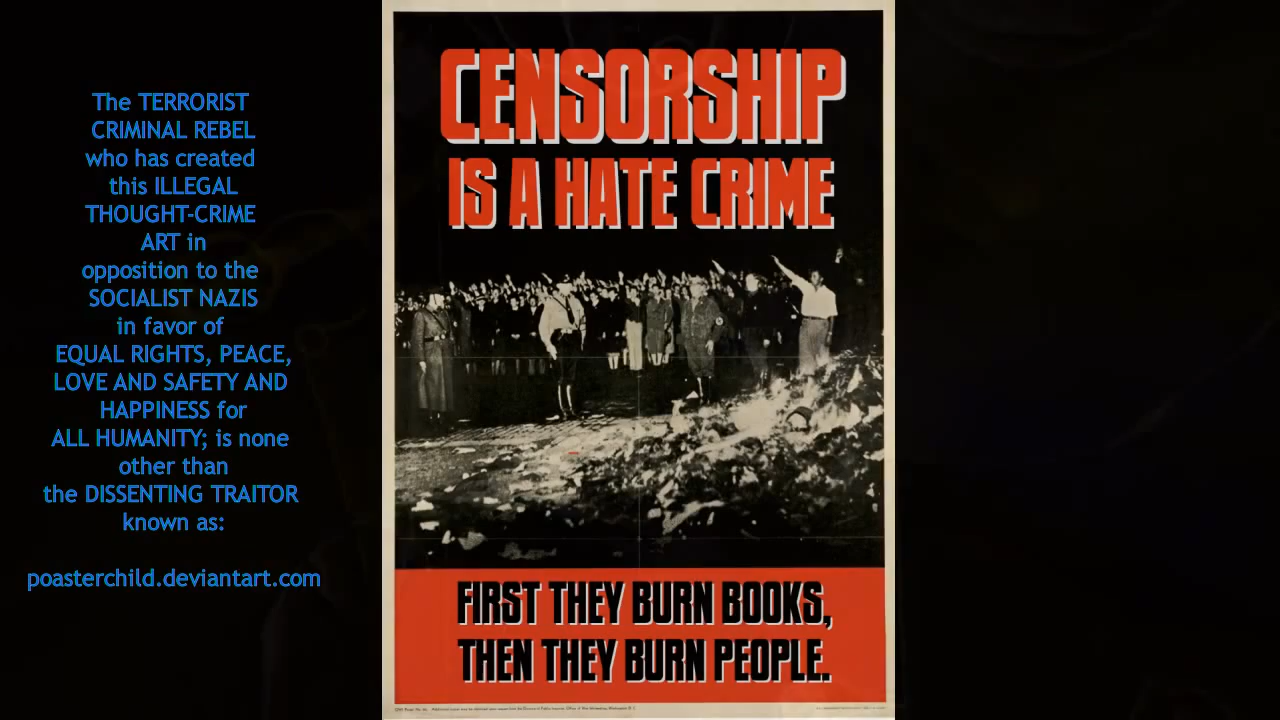 The TERRORIST
CRIMINAL REBEL
who has created
this ILLEGAL
THOUGHT-CRIME
ART in
opposition to the
SOCIALIST NAZIS
in favor of
EQUAL RIGHTS, PEACE,
LOVE AND SAFETY AND
HAPPINESS for
ALL HUMANITY; is none
other than
the DISSENTING TRAITOR
known as:
poasterchild.deviantart.com
CENSORSHIP
IS A HATE CRIME
FIRST THEY BURN BOOKS,
THEN THEY BURN PEOPLE.